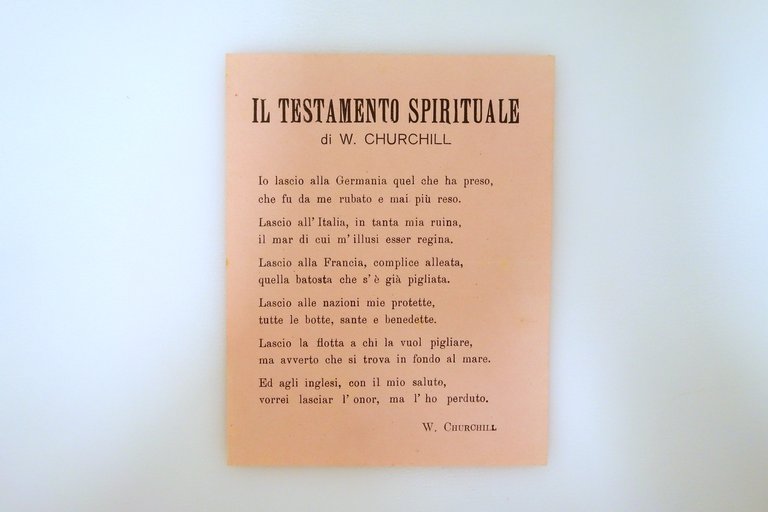 IL TESTAMENTO SPIRITUALE
di W. CHURCHILL
Io lascio alla Germania quel che ha preso,
che fu da me rubato e mai più reso.
Lascio all' Italia, in tanta mia ruina,
il mar di cui m' illusi esser regina.
Lascio alla Francia, complice alleata,
quella batosta che s' è già pigliata.
Lascio alle nazioni mie protette,
tutte le botte, sante e benedette.
Lascio la flotta a chi la vuol pigliare,
ma avverto che si trova in fondo al mare.
Ed agli inglesi, con il mio saluto,
vorrei lasciar l' onor, ma l' ho perduto.
W. CHURCHILL